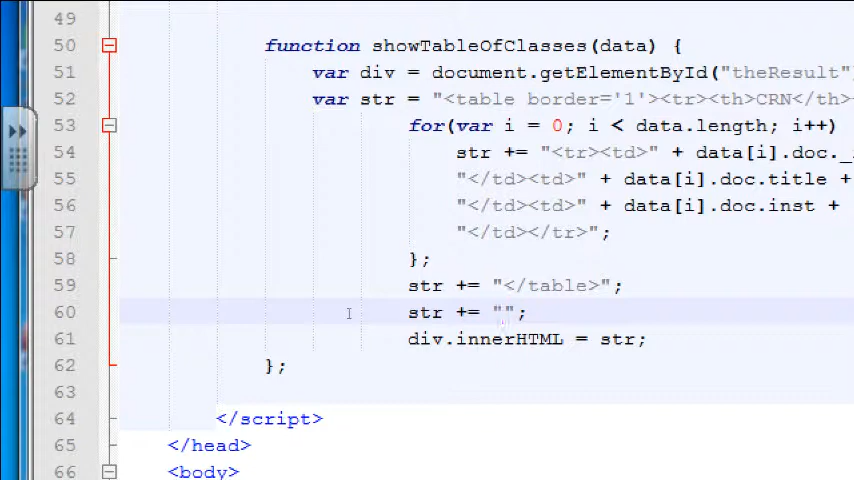 49
50 function showTableOfClasses(data) {
51 var div = document.getElementById("theResult")
52 var str = "<table border='1'><tr><th>CRN</th>
53 for(var i = 0; i < data.length; i++)
54 str += "<tr><td>" + data[i].doc._
55 "</td><td>" + data[i].doc.title +
56 "</td><td>" + data[i].doc.inst +
57 "</td></tr>";
58 };
59 str += "</table>";
60 str += "";
61 div.innerHTML = str;
62 };
63
64 </script>
65 </head>
66 <body>